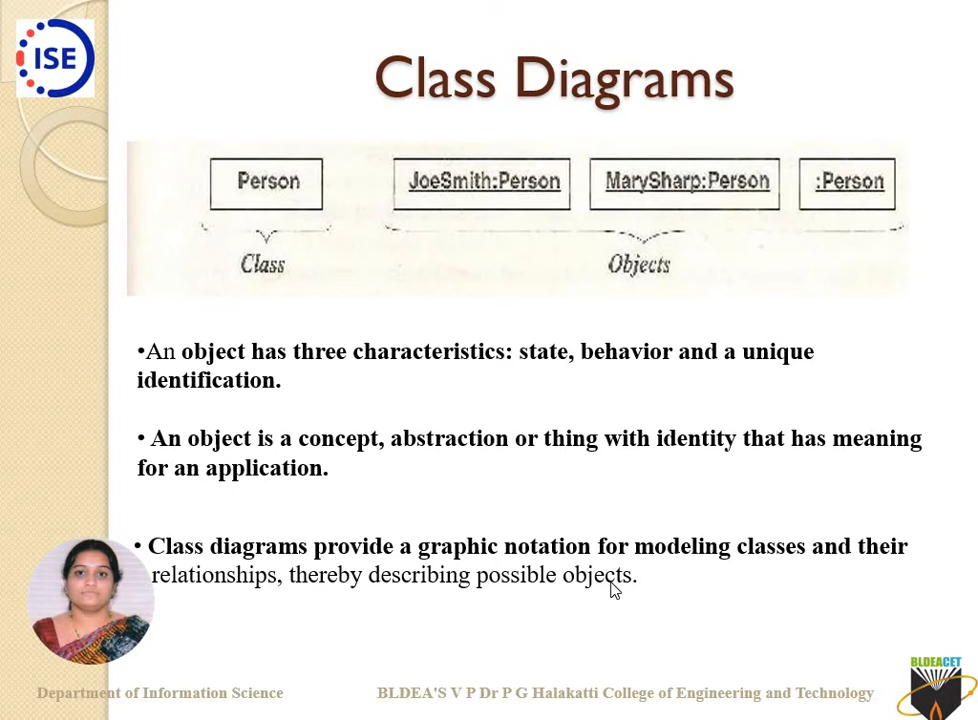 ISE
Class Diagrams
Person
JoeSmith:Person
MarySharp:Person
:Person
Class
Objects
•An object has three characteristics: state, behavior and a unique
identification.
• An object is a concept, abstraction or thing with identity that has meaning
for an application.
• Class diagrams provide a graphic notation for modeling classes and their
relationships, thereby describing possible objects.
BLDEACET
Department of Information Science
BLDEA'S V P Dr P G Halakatti College of Engineering and Technology